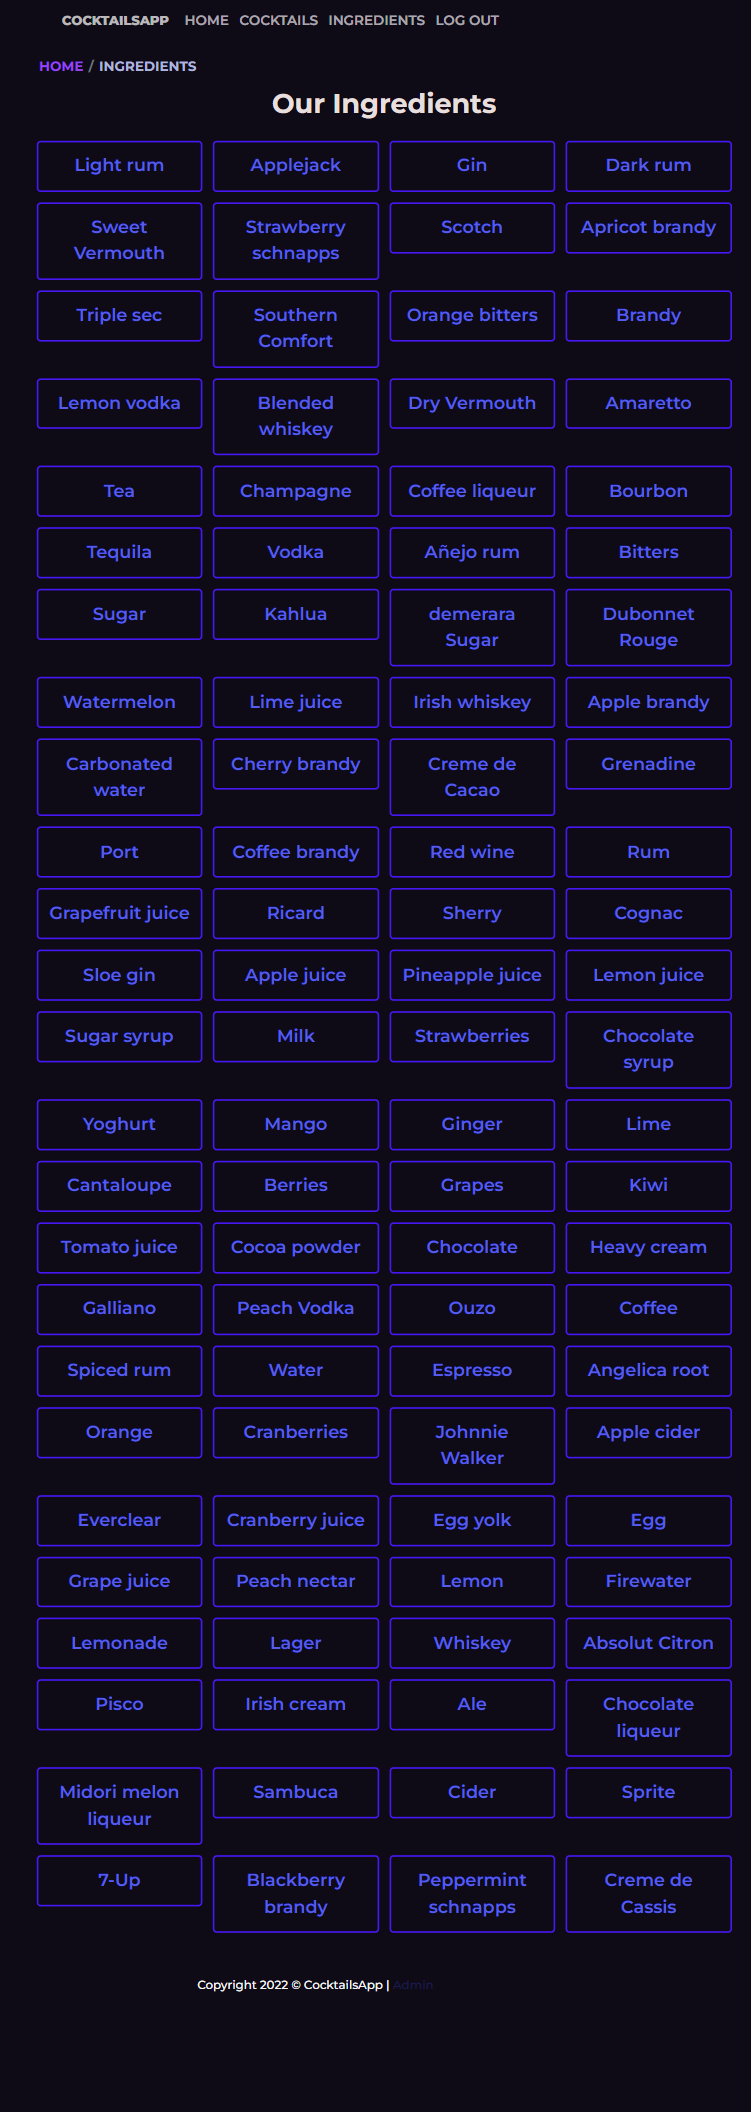 COCKTAILSAPP HOME COCKTAILS INGREDIENTS LOG OUT
HOME / INGREDIENTS
Our Ingredients
Light rum
Applejack
Gin
Dark rum
Sweet
Vermouth
Strawberry
schnapps
Scotch
Apricot brandy
Triple sec
Southern
Comfort
Orange bitters
Brandy
Lemon vodka
Blended
whiskey
Dry Vermouth
Amaretto
Tea
Champagne
Coffee liqueur
Bourbon
Tequila
Vodka
Añejo rum
Bitters
Sugar
Kahlua
demerara
Sugar
Dubonnet
Rouge
Watermelon
Lime juice
Irish whiskey
Apple brandy
Carbonated
water
Cherry brandy
Creme de
Cacao
Grenadine
Port
Coffee brandy
Red wine
Rum
Grapefruit juice
Ricard
Sherry
Cognac
Sloe gin
Apple juice
Pineapple juice
Lemon juice
Sugar syrup
Milk
Strawberries
Chocolate
syrup
Yoghurt
Mango
Ginger
Lime
Cantaloupe
Berries
Grapes
Kiwi
Tomato juice
Cocoa powder
Chocolate
Heavy cream
Galliano
Peach Vodka
Ouzo
Coffee
Spiced rum
Water
Espresso
Angelica root
Orange
Cranberries
Johnnie
Walker
Apple cider
Everclear
Cranberry juice
Egg yolk
Egg
Grape juice
Peach nectar
Lemon
Firewater
Lemonade
Lager
Whiskey
Absolut Citron
Pisco
Irish cream
Ale
Chocolate
liqueur
Midori melon
liqueur
Sambuca
Cider
Sprite
7-Up
Blackberry
brandy
Peppermint
schnapps
Creme de
Cassis
Copyright 2022 © CocktailsApp | Admin